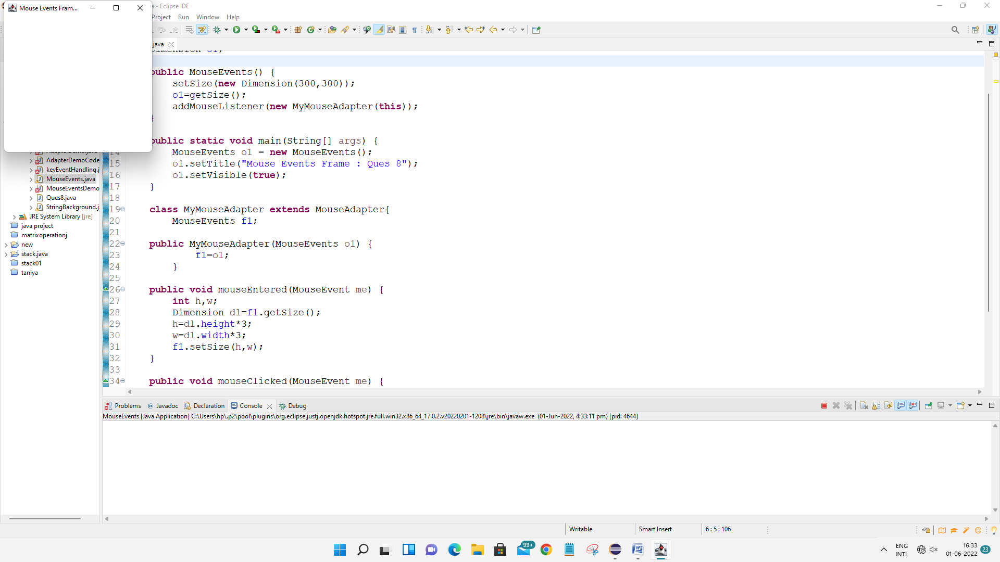 Mouse Events Fram...
- Eclipse IDE
Project Run Window Help
java
Dimension o1;
public MouseEvents() {
setSize(new Dimension(300,300));
o1=getSize();
addMouseListener(new MyMouseAdapter(this));
}
public static void main(String[] args) {
14 MouseEvents o1 = new MouseEvents();
15 o1.setTitle("Mouse Events Frame : Ques 8");
16 o1.setVisible(true);
17 }
18
19 class MyMouseAdapter extends MouseAdapter{
20 MouseEvents f1;
21
22 public MyMouseAdapter(MouseEvents o1) {
23 f1=o1;
24 }
25
26 public void mouseEntered(MouseEvent me) {
27 int h,w;
28 Dimension dl=f1.getSize();
29 h=dl.height*3;
30 w=dl.width*3;
31 f1.setSize(h,w);
32 }
33
34 public void mouseClicked(MouseEvent me) {
AdapterDemo.java
AdapterDemoCode
keyEventHandling.j
MouseEvents.java
MouseEventsDemo
Ques8.java
StringBackground.j
JRE System Library [jre]
java project
matrixoperationj
new
stack.java
stack01
taniya
Problems Javadoc Declaration Console Debug
MouseEvents [Java Application] C:\Users\hp\.p2\pool\plugins\org.eclipse.justj.openjdk.hotspot.jre.full.win32.x86_64_17.0.2.v20220201-1208\jre\bin\javaw.exe (01-Jun-2022, 4:33:11 pm) [pid: 4644]
Writable Smart Insert 6 : 5 : 106
99+
ENG
INTL
16:33
01-06-2022
23